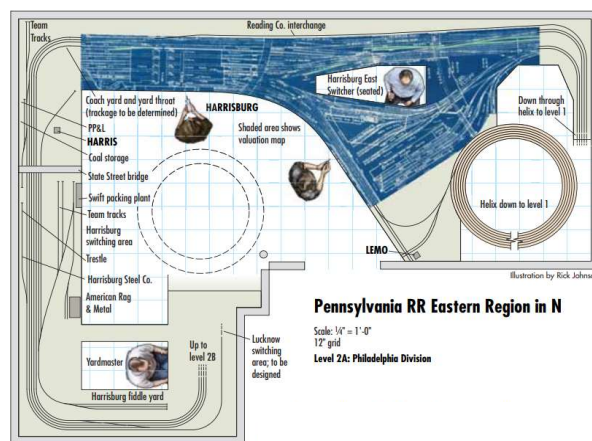 Team
Tracks
Reading Co. interchange
Coach yard and yard throat
(trackage to be determined)
HARRISBURG
Harrisburg East
Switcher (seated)
Down through
helix to level 1
PP&L
HARRIS
Coal storage
Shaded area shows
valuation map
State Street bridge
Swift packing plant
Team tracks
Harrisburg
switching area
Trestle
Helix down to level 1
LEMO
Harrisburg Steel Co.
American Rag
& Metal
Illustration by Rick Johnso
Pennsylvania RR Eastern Region in N
Scale: ¼" = 1'-0"
12" grid
Level 2A: Philadelphia Division
Yardmaster
Up to
level 2B
Lucknow
switching
area; to be
designed
Harrisburg fiddle yard